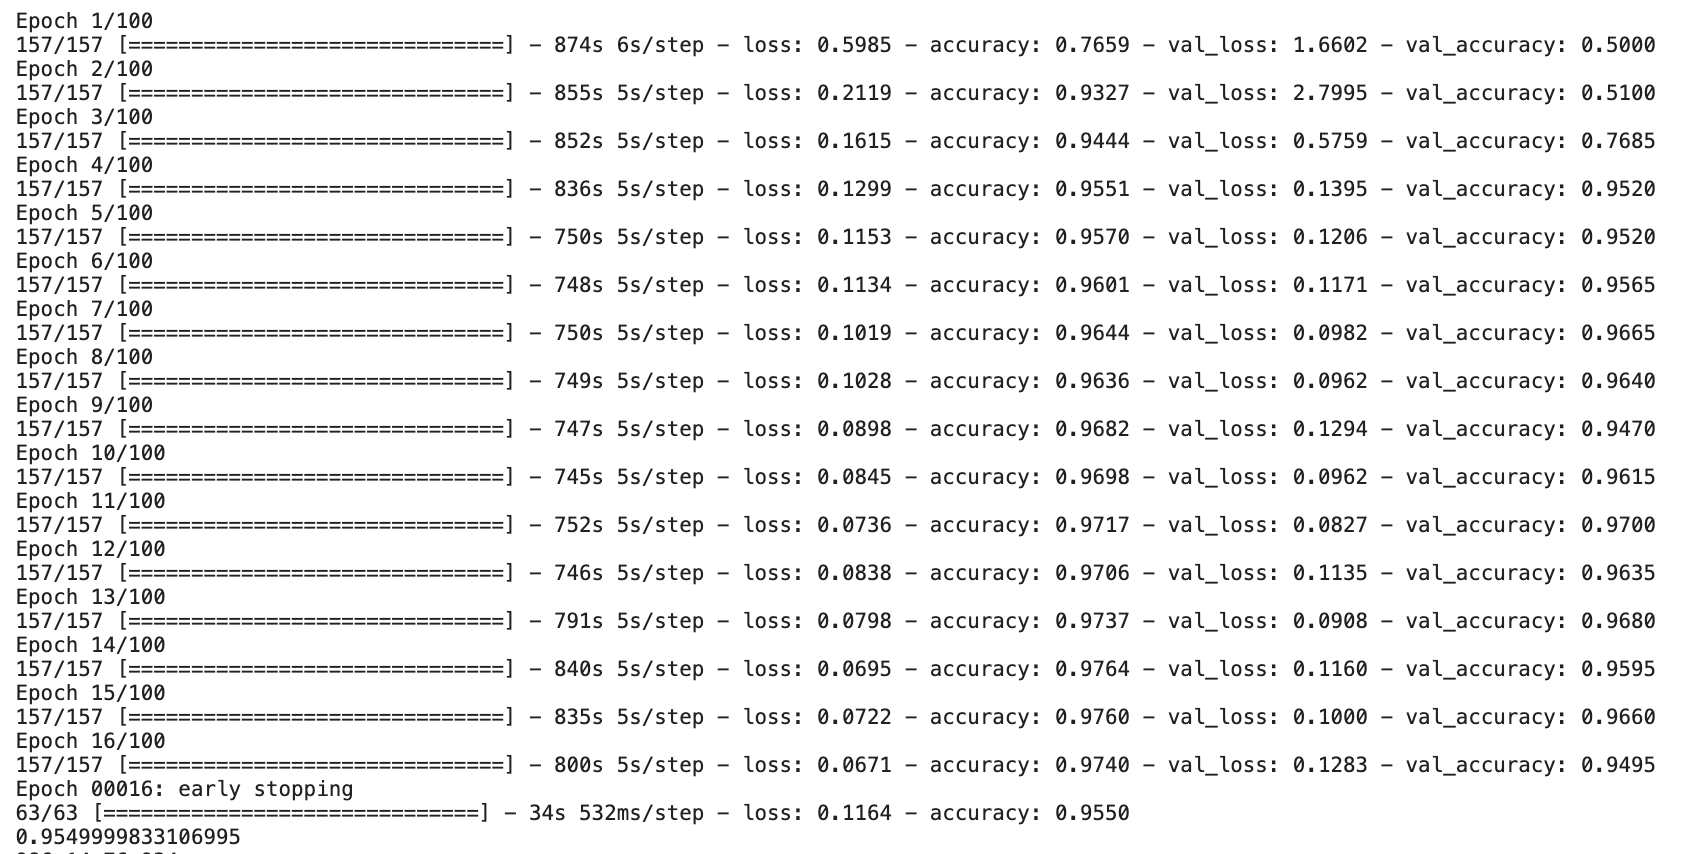 Epoch 1/100
157/157 [==============================] - 874s 6s/step - loss: 0.5985 - accuracy: 0.7659 - val_loss: 1.6602 - val_accuracy: 0.5000
Epoch 2/100
157/157 [==============================] - 855s 5s/step - loss: 0.2119 - accuracy: 0.9327 - val_loss: 2.7995 - val_accuracy: 0.5100
Epoch 3/100
157/157 [==============================] - 852s 5s/step - loss: 0.1615 - accuracy: 0.9444 - val_loss: 0.5759 - val_accuracy: 0.7685
Epoch 4/100
157/157 [==============================] - 836s 5s/step - loss: 0.1299 - accuracy: 0.9551 - val_loss: 0.1395 - val_accuracy: 0.9520
Epoch 5/100
157/157 [==============================] - 750s 5s/step - loss: 0.1153 - accuracy: 0.9570 - val_loss: 0.1206 - val_accuracy: 0.9520
Epoch 6/100
157/157 [==============================] - 748s 5s/step - loss: 0.1134 - accuracy: 0.9601 - val_loss: 0.1171 - val_accuracy: 0.9565
Epoch 7/100
157/157 [==============================] - 750s 5s/step - loss: 0.1019 - accuracy: 0.9644 - val_loss: 0.0982 - val_accuracy: 0.9665
Epoch 8/100
157/157 [==============================] - 749s 5s/step - loss: 0.1028 - accuracy: 0.9636 - val_loss: 0.0962 - val_accuracy: 0.9640
Epoch 9/100
157/157 [==============================] - 747s 5s/step - loss: 0.0898 - accuracy: 0.9682 - val_loss: 0.1294 - val_accuracy: 0.9470
Epoch 10/100
157/157 [==============================] - 745s 5s/step - loss: 0.0845 - accuracy: 0.9698 - val_loss: 0.0962 - val_accuracy: 0.9615
Epoch 11/100
157/157 [==============================] - 752s 5s/step - loss: 0.0736 - accuracy: 0.9717 - val_loss: 0.0827 - val_accuracy: 0.9700
Epoch 12/100
157/157 [==============================] - 746s 5s/step - loss: 0.0838 - accuracy: 0.9706 - val_loss: 0.1135 - val_accuracy: 0.9635
Epoch 13/100
157/157 [==============================] - 791s 5s/step - loss: 0.0798 - accuracy: 0.9737 - val_loss: 0.0908 - val_accuracy: 0.9680
Epoch 14/100
157/157 [==============================] - 840s 5s/step - loss: 0.0695 - accuracy: 0.9764 - val_loss: 0.1160 - val_accuracy: 0.9595
Epoch 15/100
157/157 [==============================] - 835s 5s/step - loss: 0.0722 - accuracy: 0.9760 - val_loss: 0.1000 - val_accuracy: 0.9660
Epoch 16/100
157/157 [==============================] - 800s 5s/step - loss: 0.0671 - accuracy: 0.9740 - val_loss: 0.1283 - val_accuracy: 0.9495
Epoch 00016: early stopping
63/63 [==============================] - 34s 532ms/step - loss: 0.1164 - accuracy: 0.9550
0.9549999833106995